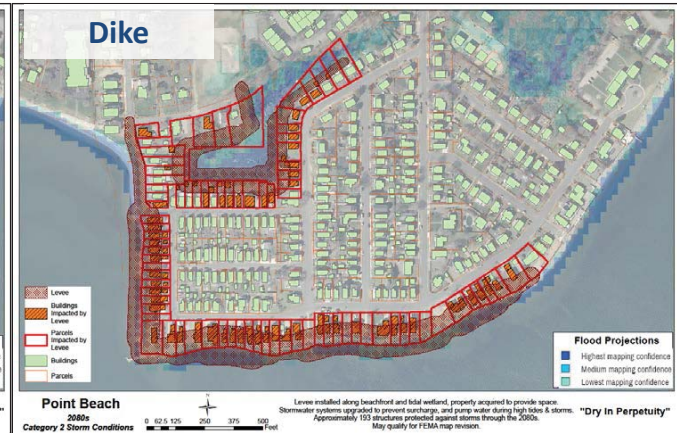 Dike
Levee
Buildings
Impacted by
Levee
Parcels
Impacted by
Levee
Buildings
Parcels
Flood Projections
Highest mapping confidence
Medium mapping confidence
Lowest mapping confidence
Point Beach
2080s
Category 2 Storm Conditions
0 62.5 125 250 375 500
Feet
Levee installed along beachfront and tidal wetland, property acquired to provide space.
Stormwater systems upgraded to prevent surcharge, and pump water during high tides & storms.
Approximately 193 structures protected against storms through the 2080s.
May qualify for FEMA map revision.
"Dry In Perpetuity"